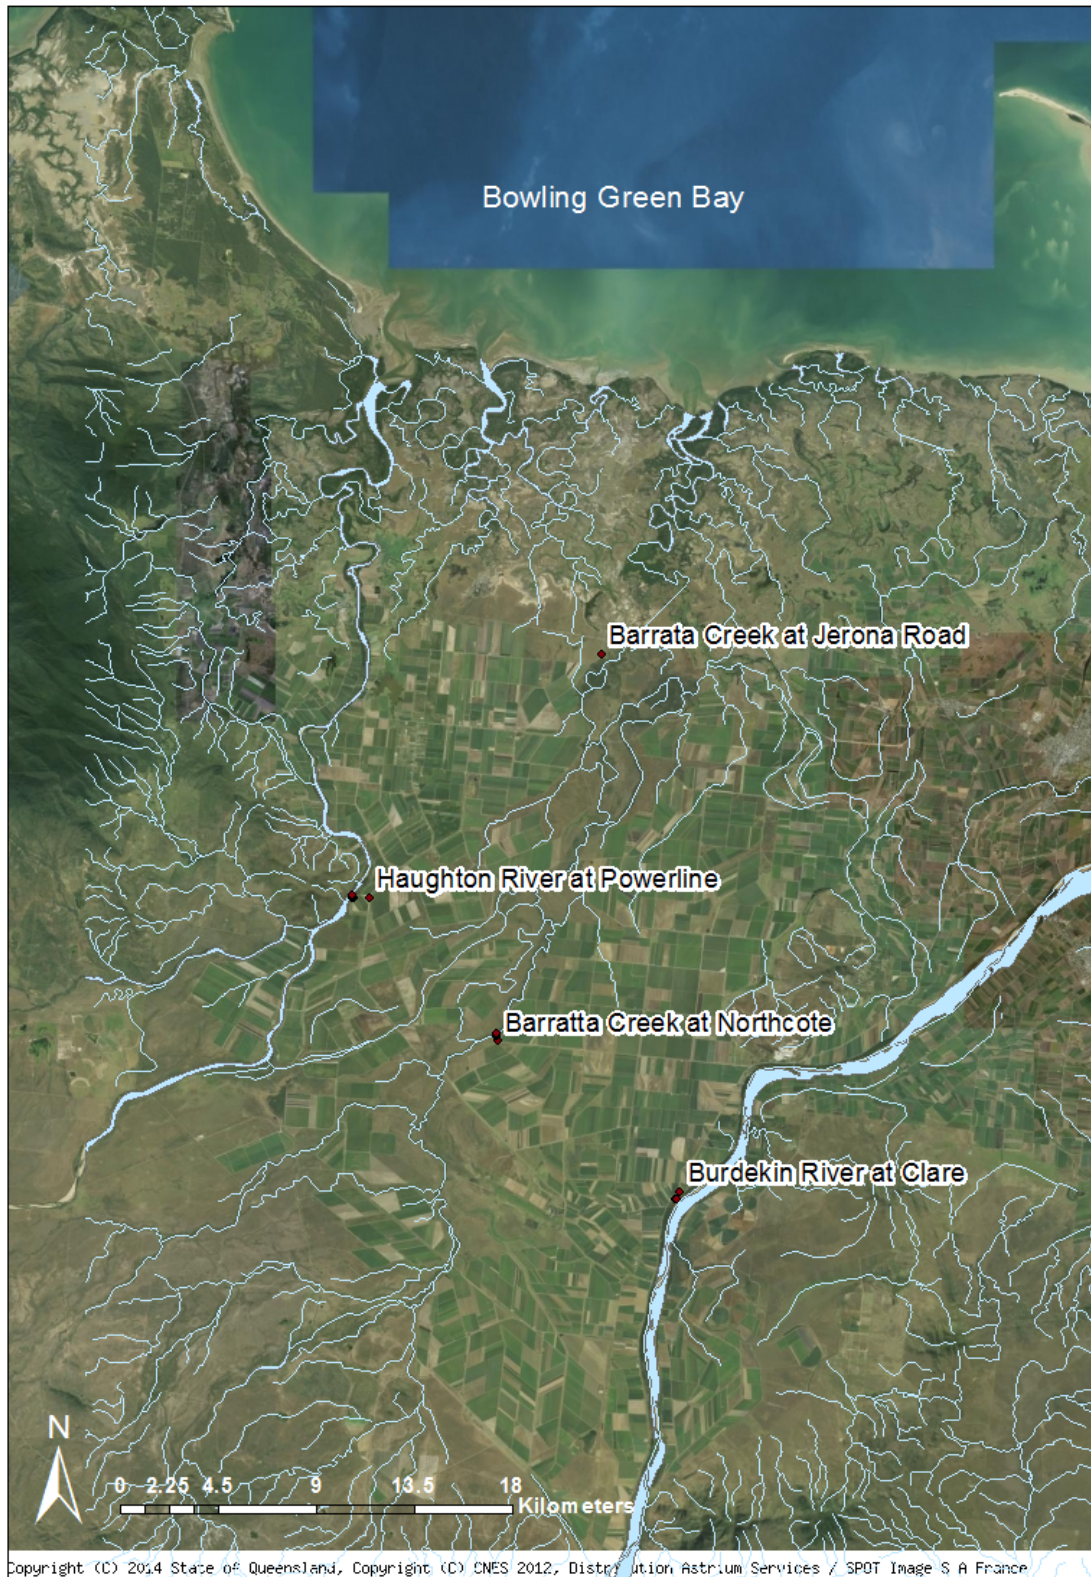 Bowling Green Bay
Barrata Creek at Jerona Road
Haughton River at Powerline
Barratta Creek at Northcote
Burdekin River at Clare
N
0 2.25 4.5 9 13.5 18
Kilometers
Copyright (C) 2014 State of Queensland, Copyright (C) CNES 2012, Distribution Astrium Services / SPOT Image S A France